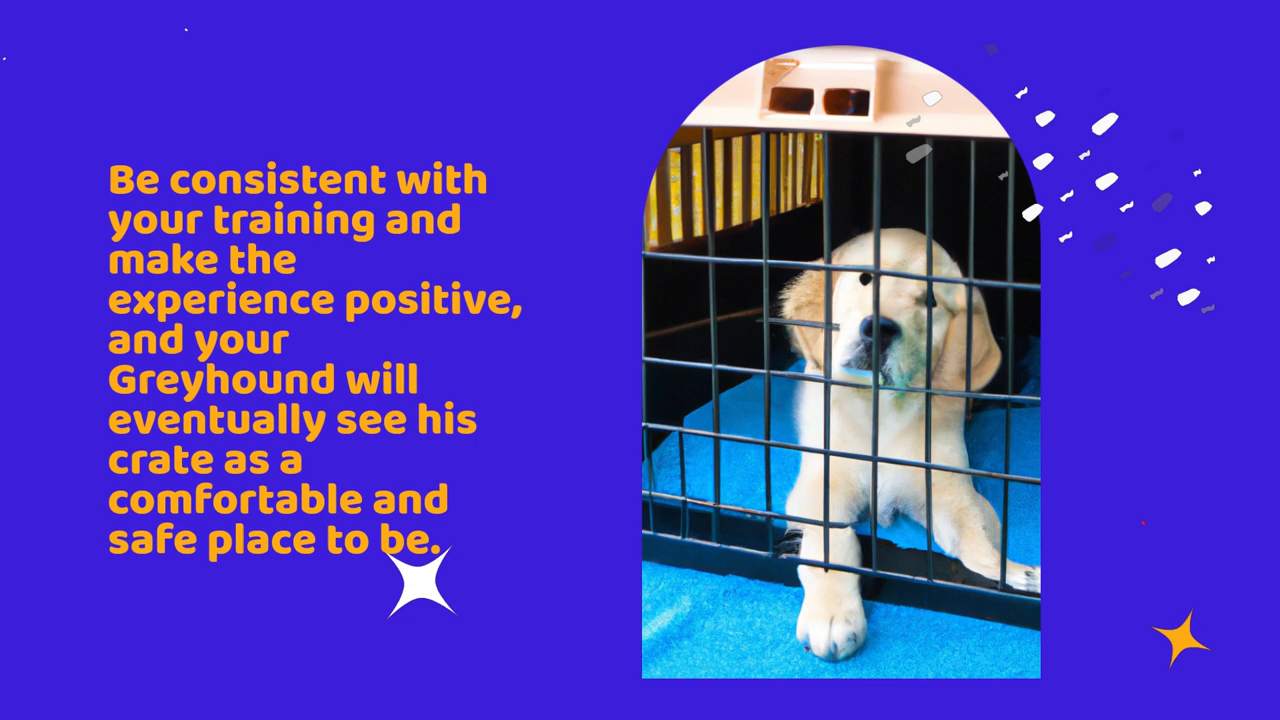 Be consistent with
your training and
make the
experience positive,
and your
Greyhound will
eventually see his
crate as a
comfortable and
safe place to be.